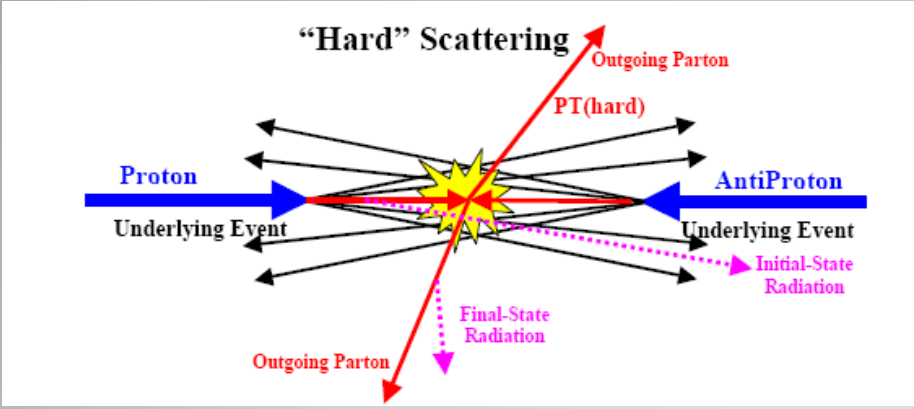 “Hard” Scattering
Outgoing Parton
PT(hard)
Proton
AntiProton
Underlying Event
Underlying Event
Initial-State
Radiation
Final-State
Radiation
Outgoing Parton